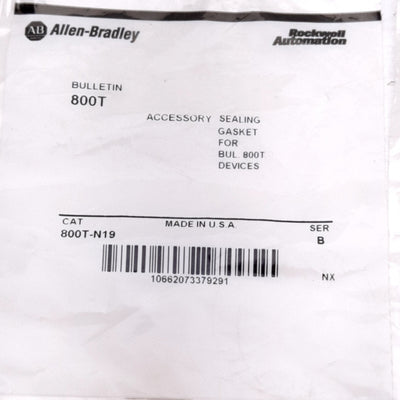 AB Allen-Bradley
Rockwell
Automation
BULLETIN
800T
ACCESSORY SEALING
GASKET
FOR
BUL. 800T
DEVICES
CAT MADE IN U.S.A SER
800T-N19 B
10662073379291
NX